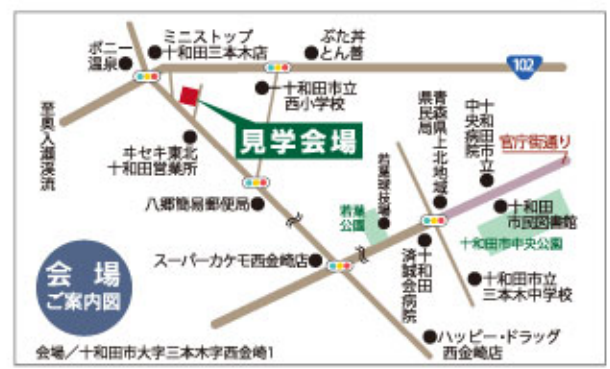 ポニー
温泉
ミニストップ
十和田三本木店
ぶた丼
とん善
102
十和田市立
西小学校
見学会場
至奥入瀬渓流
ヰセキ東北
十和田営業所
八郷簡易郵便局
青森県上北地域
県民局
十和田市立
中央病院
官庁街通り
若葉球技場
若葉
公園
十和田
市民図書館
十和田市中央公園
スーパーカケモ西金崎店
十和田
済誠会病院
十和田市立
三本木中学校
ハッピー・ドラッグ
西金崎店
会場
ご案内図
会場／十和田市大字三本木字西金崎1